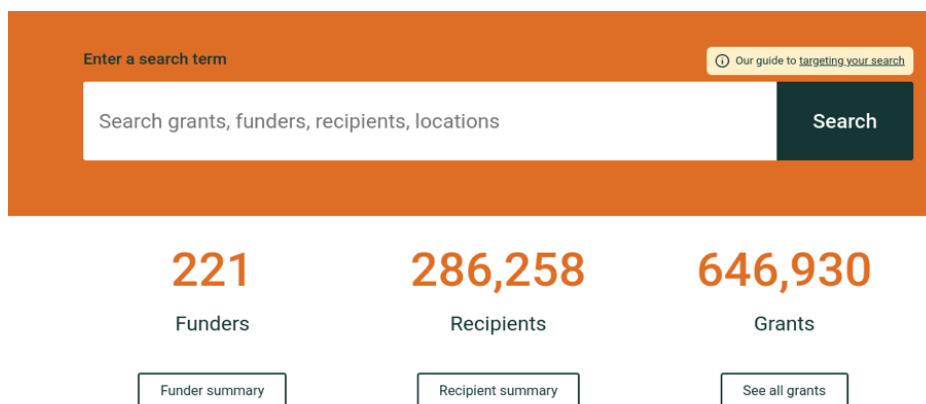 Enter a search term
Our guide to targeting your search
Search grants, funders, recipients, locations
Search
221
286,258
646,930
Funders
Recipients
Grants
Funder summary
Recipient summary
See all grants